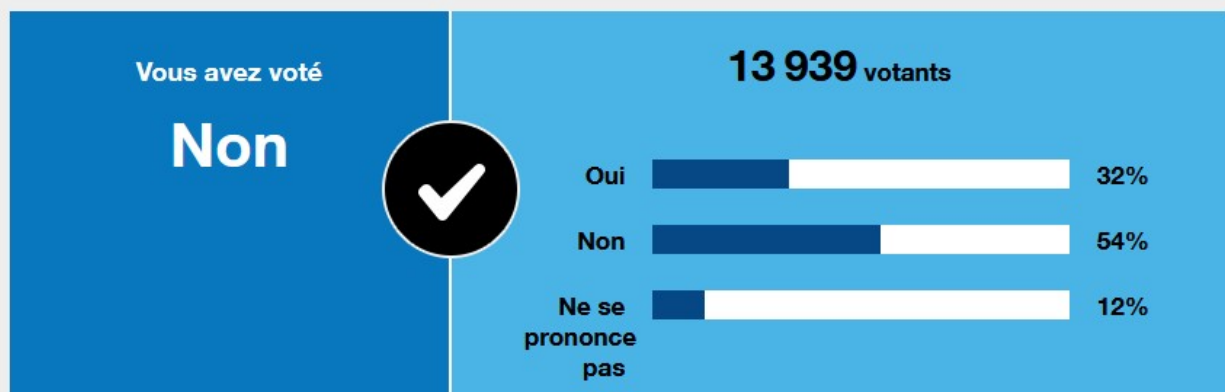 Vous avez voté
Non
13 939 votants
Oui 32%
Non 54%
Ne se
prononce
pas 12%